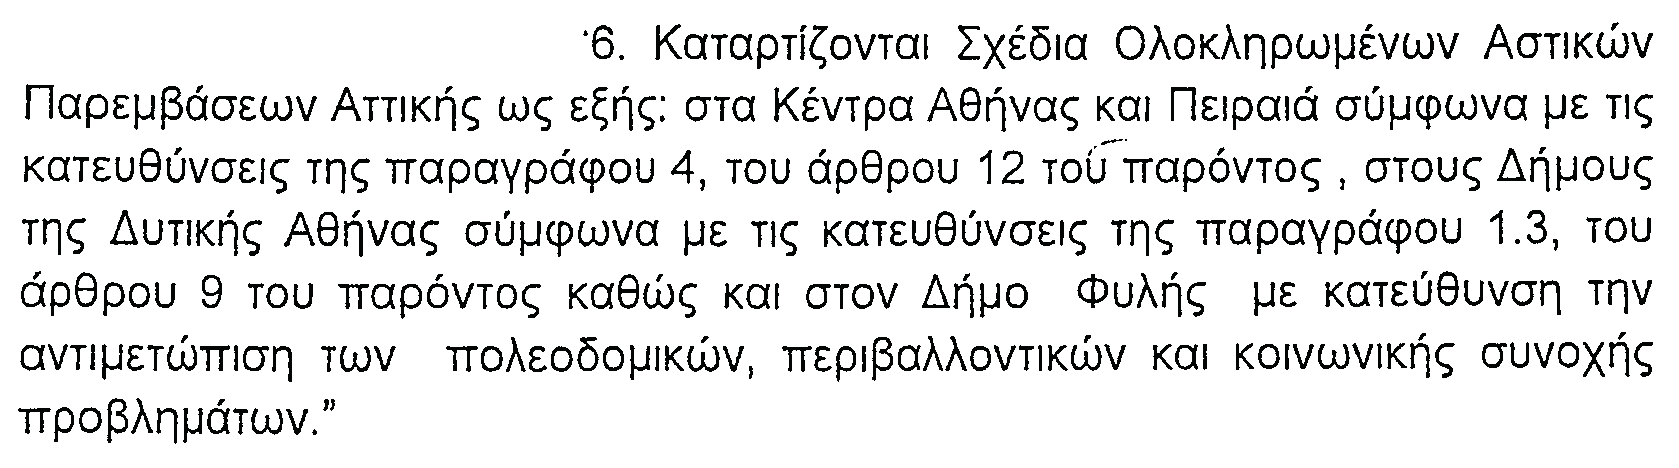 ‘6. Καταρτίζονται Σχέδια Ολοκληρωμένων Αστικών
Παρεμβάσεων Αττικής ως εξής: στα Κέντρα Αθήνας και Πειραιά σύμφωνα με τις
κατευθύνσεις της παραγράφου 4, του άρθρου 12 του παρόντος , στους Δήμους
της Δυτικής Αθήνας σύμφωνα με τις κατευθύνσεις της παραγράφου 1.3, του
άρθρου 9 του παρόντος καθώς και στον Δήμο Φυλής με κατεύθυνση την
αντιμετώπιση των πολεοδομικών, περιβαλλοντικών και κοινωνικής συνοχής
προβλημάτων.”